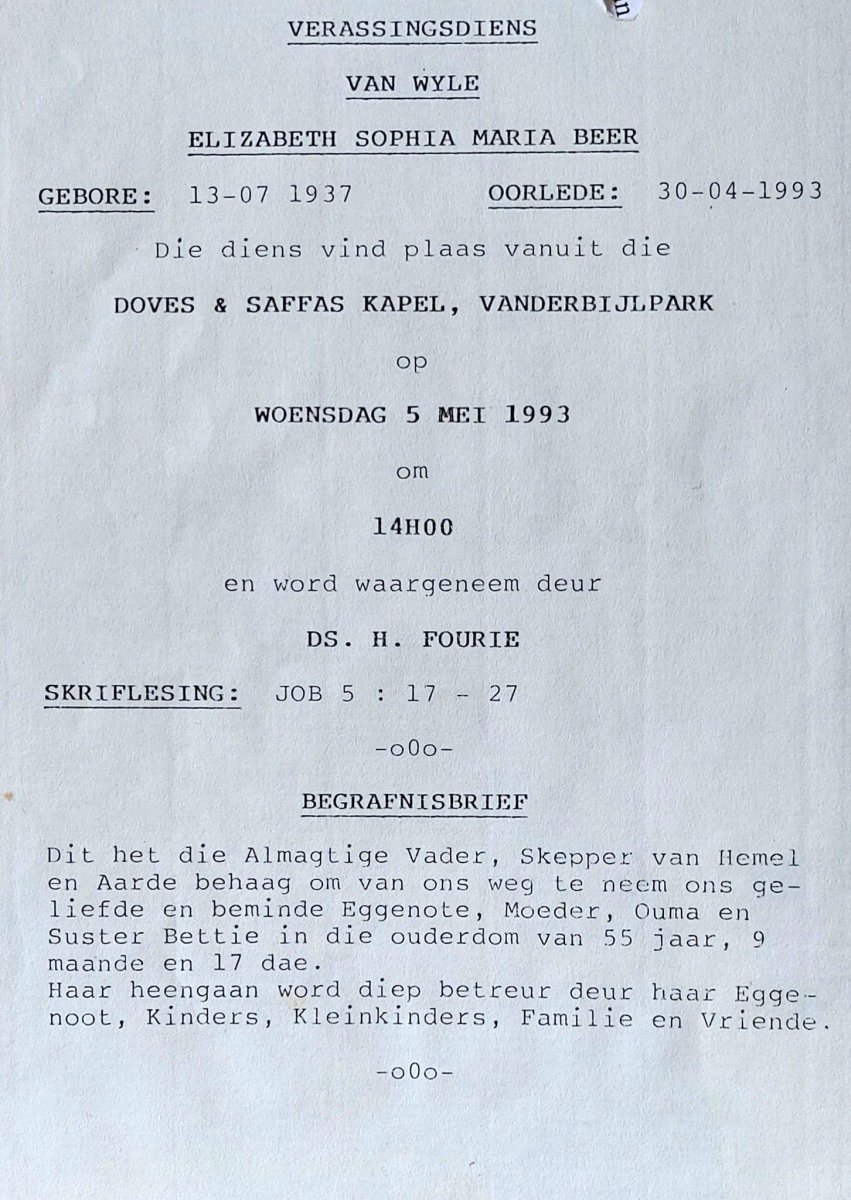 VERASSINGSDIENS
VAN WYLE
ELIZABETH SOPHIA MARIA BEER
GEBORE: 13-07 1937 OORLEDE: 30-04-1993
Die diens vind plaas vanuit die
DOVES & SAFFAS KAPEL, VANDERBIJLPARK
op
WOENSDAG 5 MEI 1993
om
14H00
en word waargeneem deur
DS. H. FOURIE
SKRIFLESING: JOB 5 : 17 - 27
-o0o-
BEGRAFNISBRIEF
Dit het die Almagtige Vader, Skepper van Hemel
en Aarde behaag om van ons weg te neem ons ge-
liefde en beminde Eggenote, Moeder, Ouma en
Suster Bettie in die ouderdom van 55 jaar, 9
maande en 17 dae.
Haar heengaan word diep betreur deur haar Egge-
noot, Kinders, Kleinkinders, Familie en Vriende.
-o0o-